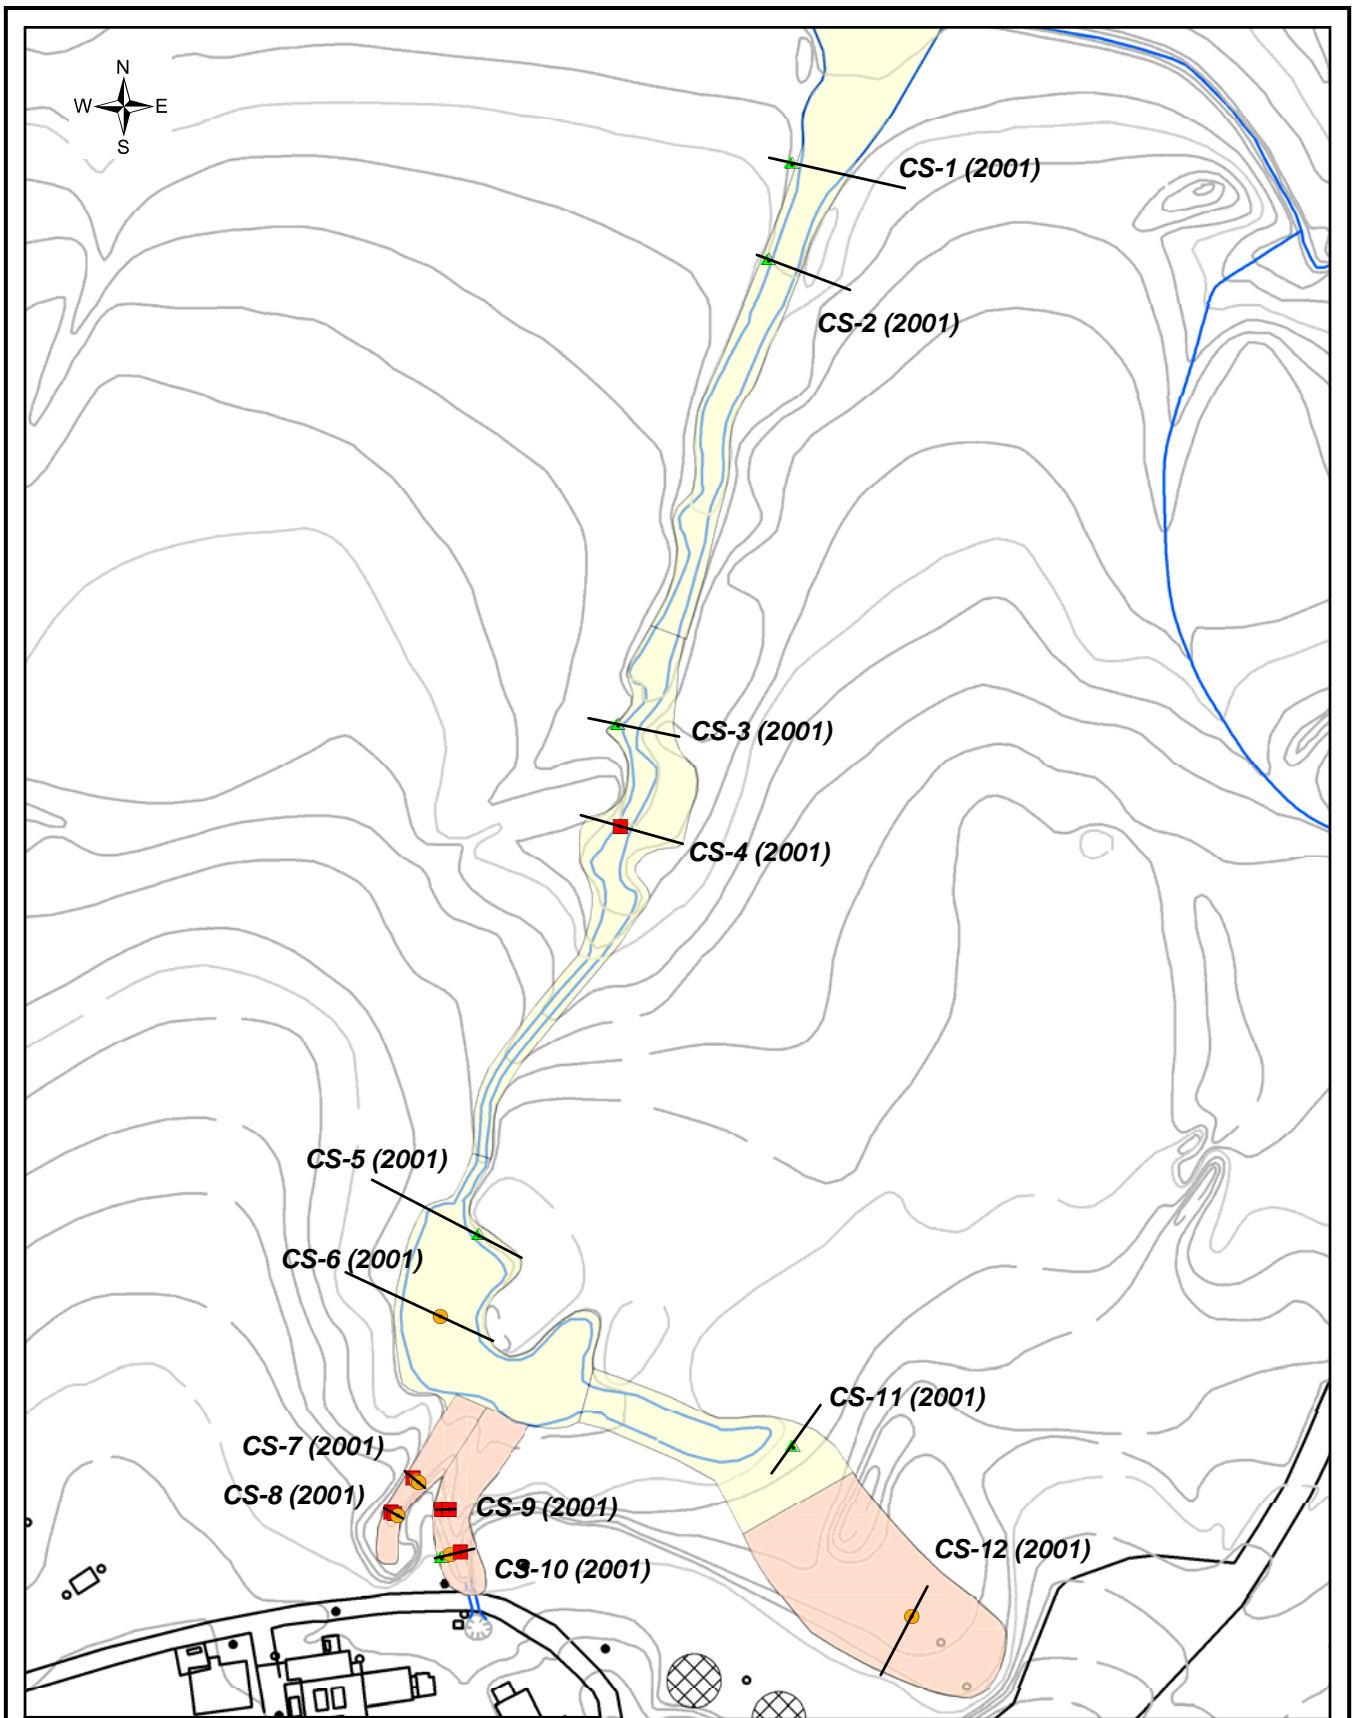 N
W E
S
CS-1 (2001)
CS-2 (2001)
CS-3 (2001)
CS-4 (2001)
CS-5 (2001)
CS-6 (2001)
CS-11 (2001)
CS-7 (2001)
CS-8 (2001)
CS-9 (2001)
CS-12 (2001)
CS-10 (2001)